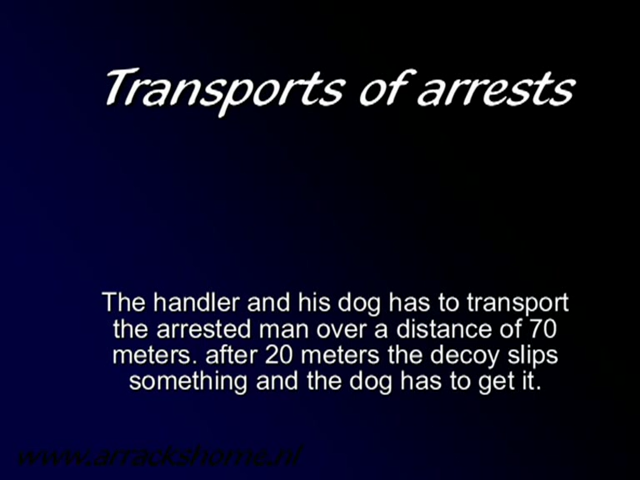 Transports of arrests
The handler and his dog has to transport
the arrested man over a distance of 70
meters. after 20 meters the decoy slips
something and the dog has to get it.
www.arrackshome.nl